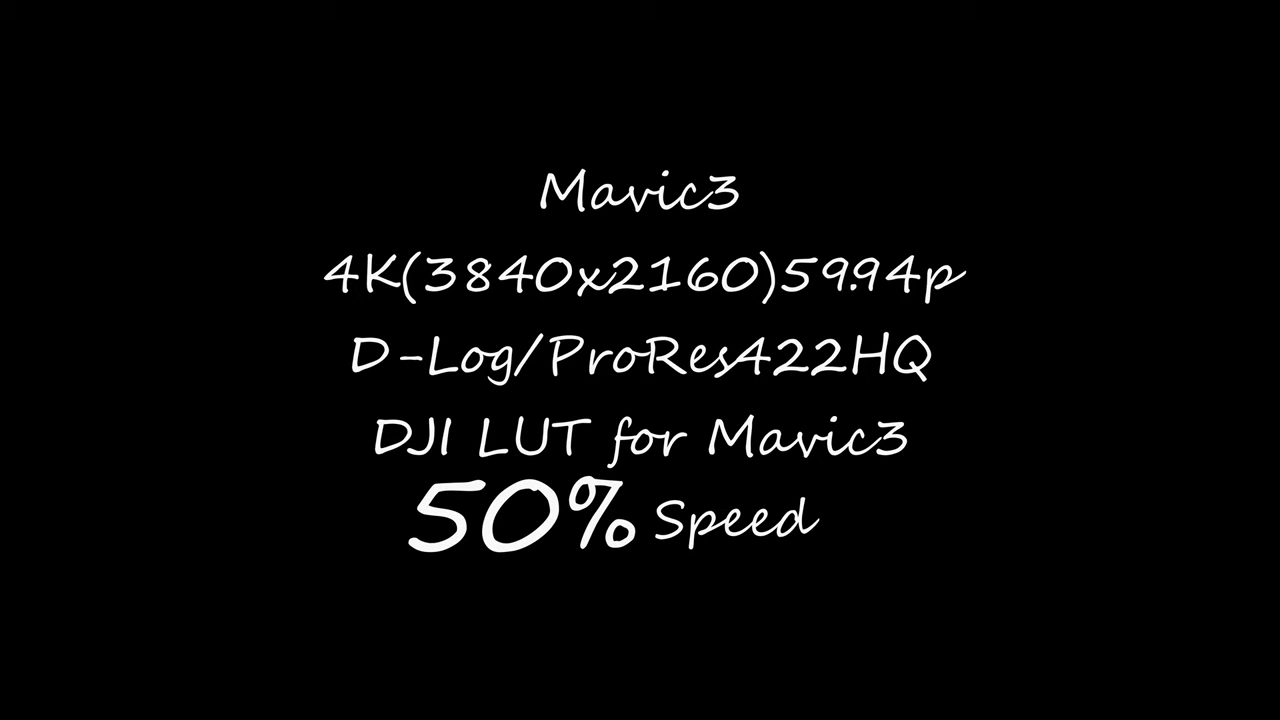 Mavic3
4K(3840x2160)59.94p
D-Log/ProRes422HQ
DJI LUT for Mavic3
50% Speed